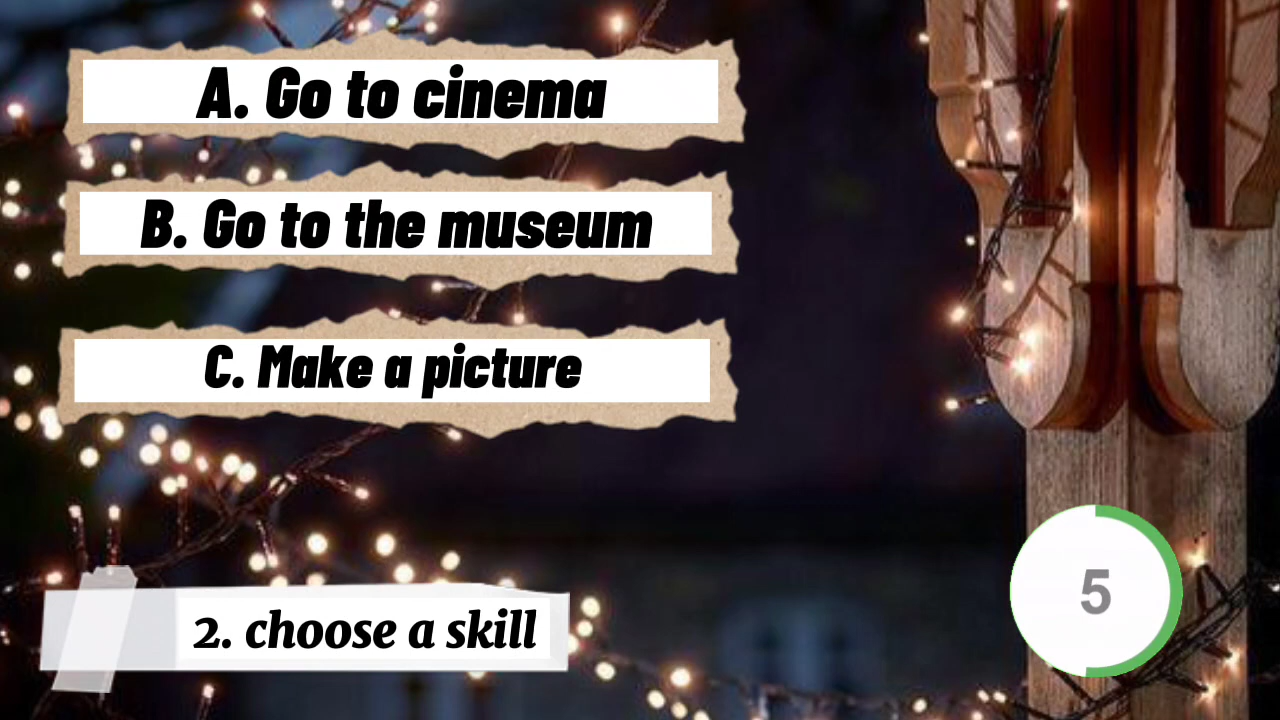 A. Go to cinema
B. Go to the museum
C. Make a picture
2. choose a skill
5